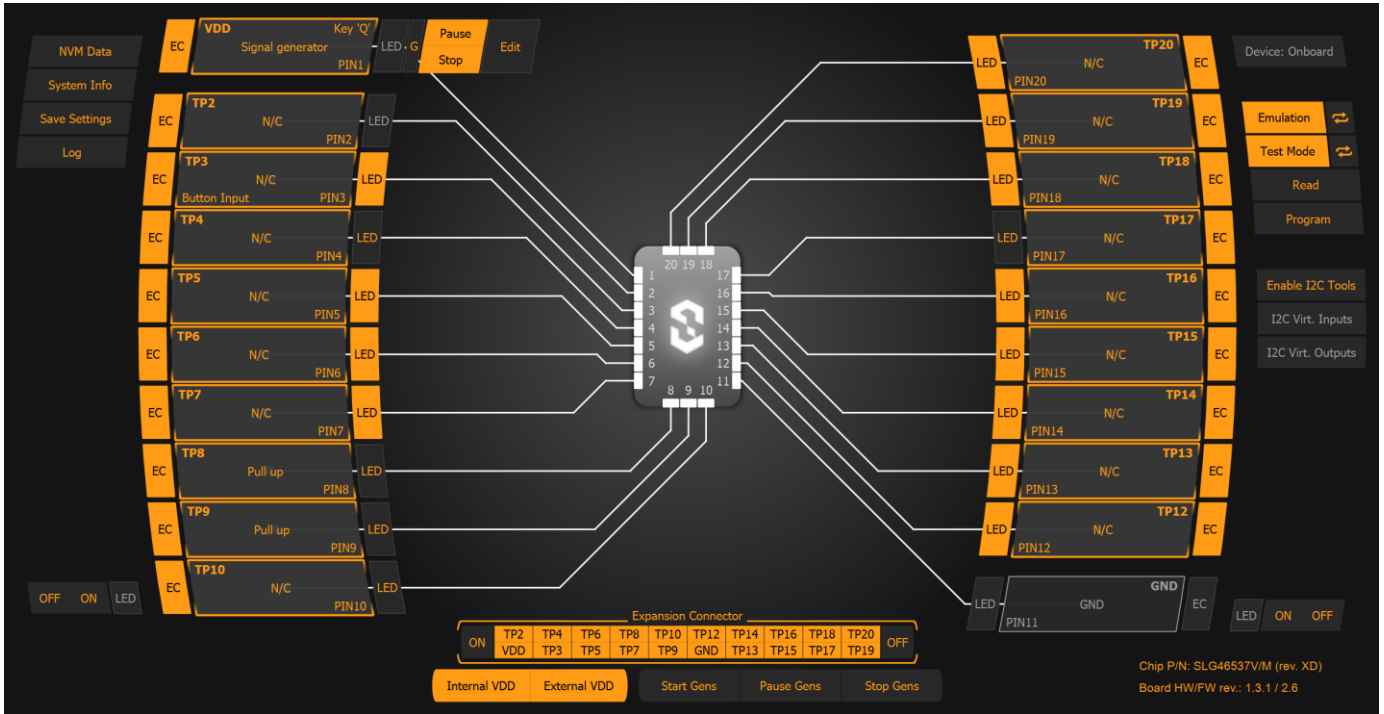 NVM Data
System Info
Save Settings
Log
EC
VDD
Key 'Q'
Signal generator
PIN1
LED
G
Pause
Stop
Edit
EC
TP2
N/C
PIN2
LED
EC
TP3
N/C
Button Input
PIN3
LED
EC
TP4
N/C
PIN4
LED
EC
TP5
N/C
PIN5
LED
EC
TP6
N/C
PIN6
LED
EC
TP7
N/C
PIN7
LED
EC
TP8
Pull up
PIN8
LED
EC
TP9
Pull up
PIN9
LED
EC
TP10
N/C
PIN10
LED
OFF ON LED
20 19 18
1
2
3
4
5
6
7
17
16
15
14
13
12
11
8 9 10
LED
TP20
N/C
PIN20
EC
LED
TP19
N/C
PIN19
EC
LED
TP18
N/C
PIN18
EC
LED
TP17
N/C
PIN17
EC
LED
TP16
N/C
PIN16
EC
LED
TP15
N/C
PIN15
EC
LED
TP14
N/C
PIN14
EC
LED
TP13
N/C
PIN13
EC
LED
TP12
N/C
PIN12
EC
LED
GND
GND
PIN11
EC
LED ON OFF
Device: Onboard
Emulation
Test Mode
Read
Program
Enable I2C Tools
I2C Virt. Inputs
I2C Virt. Outputs
Expansion Connector
ON
TP2 TP4 TP6 TP8 TP10 TP12 TP14 TP16 TP18 TP20
VDD TP3 TP5 TP7 TP9 GND TP13 TP15 TP17 TP19
OFF
Internal VDD External VDD Start Gens Pause Gens Stop Gens
Chip P/N: SLG46537V/M (rev. XD)
Board HW/FW rev.: 1.3.1 / 2.6